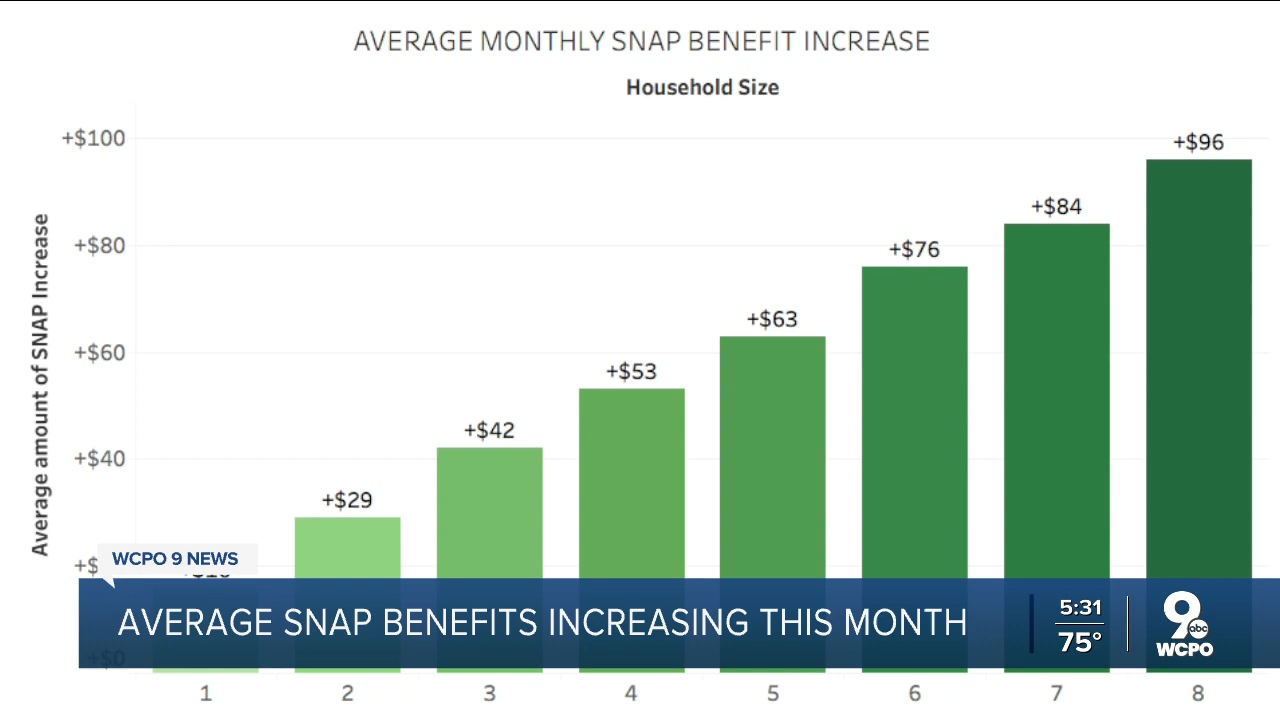 AVERAGE MONTHLY SNAP BENEFIT INCREASE
Household Size
Average amount of SNAP Increase
+$100
+$80
+$60
+$40
+$
+$0
+$29
+$42
+$53
+$63
+$76
+$84
+$96
WCPO 9 NEWS
AVERAGE SNAP BENEFITS INCREASING THIS MONTH
5:31
75°
9 abc
WCPO
1 2 3 4 5 6 7 8